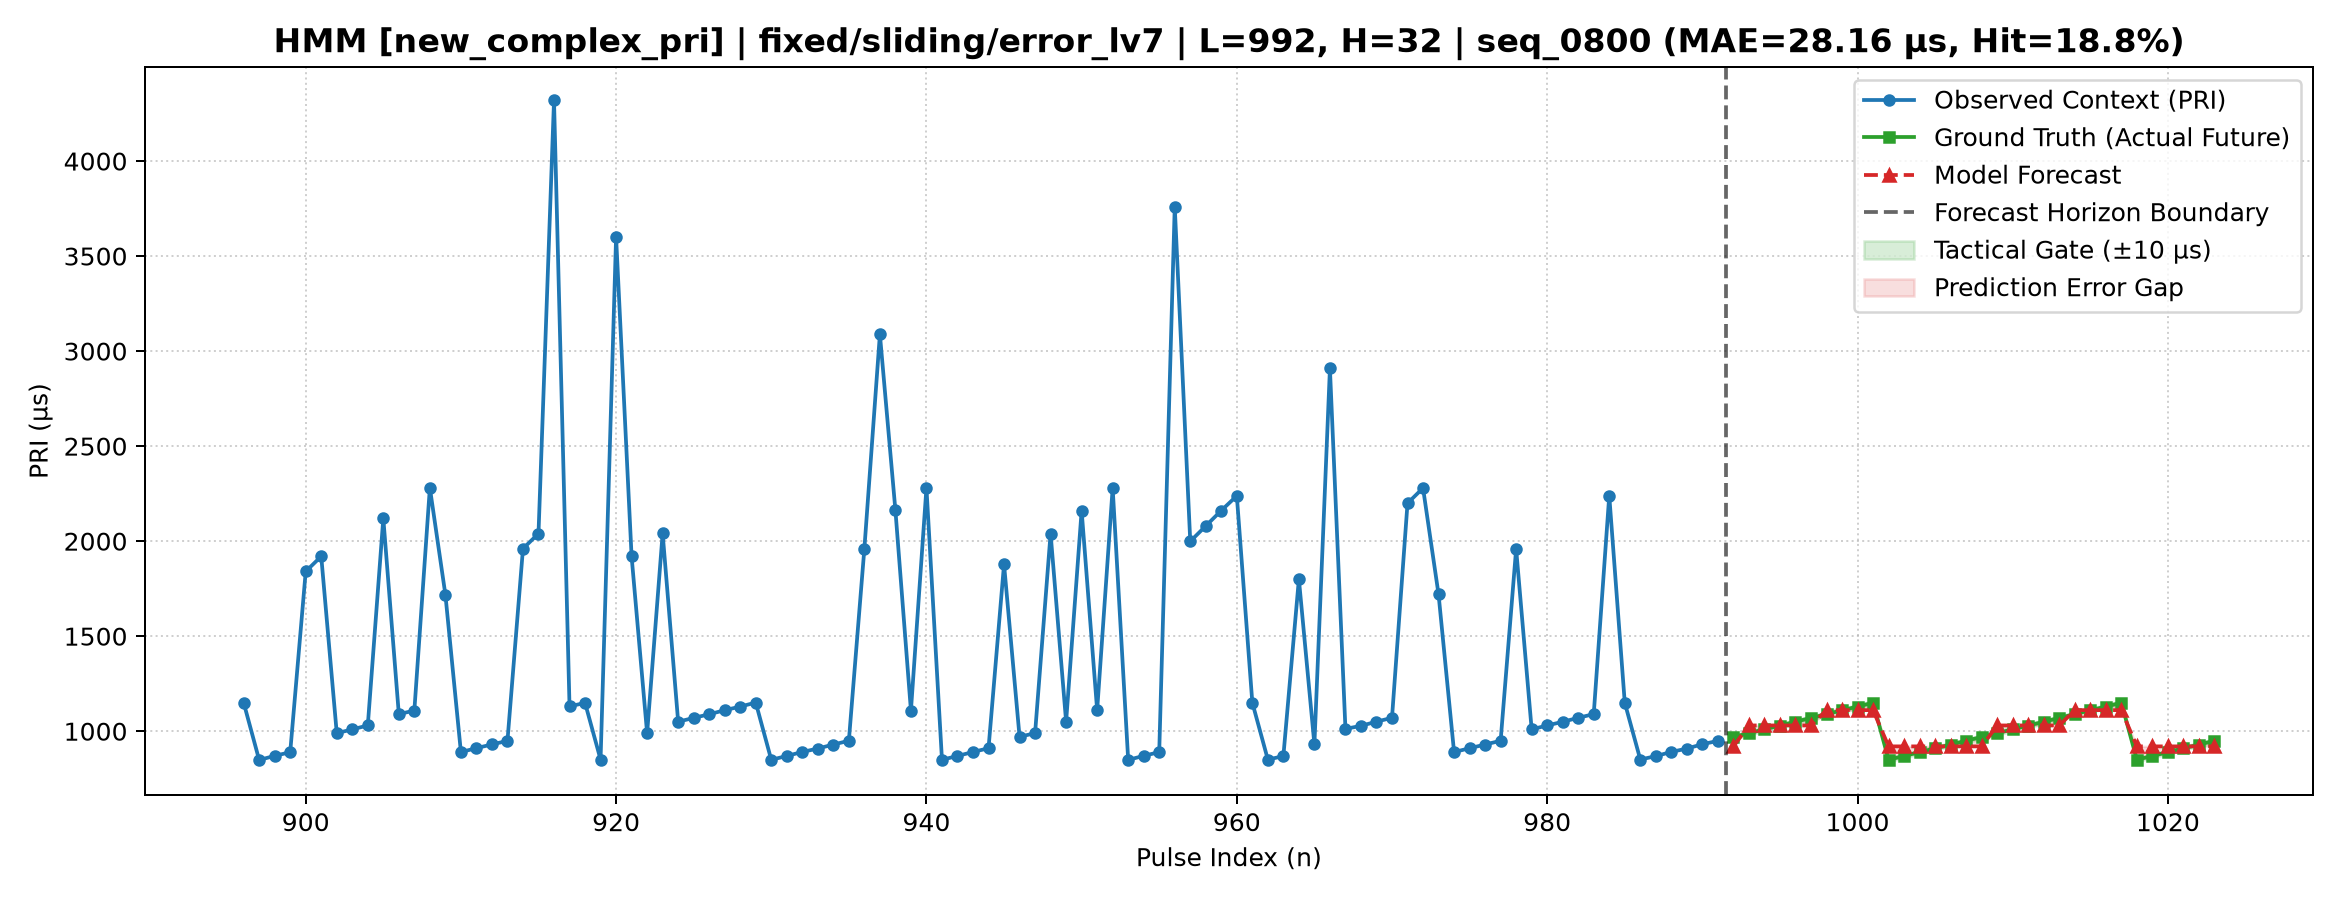 HMM [new_complex_pri] | fixed/sliding/error_lv7 | L=992, H=32 | seq_0800 (MAE=28.16 µs, Hit=18.8%)
Observed Context (PRI)
Ground Truth (Actual Future)
Model Forecast
Forecast Horizon Boundary
Tactical Gate (±10 µs)
Prediction Error Gap
PRI (µs)
4000
3500
3000
2500
2000
1500
1000
900
920
940
960
980
1000
1020
Pulse Index (n)